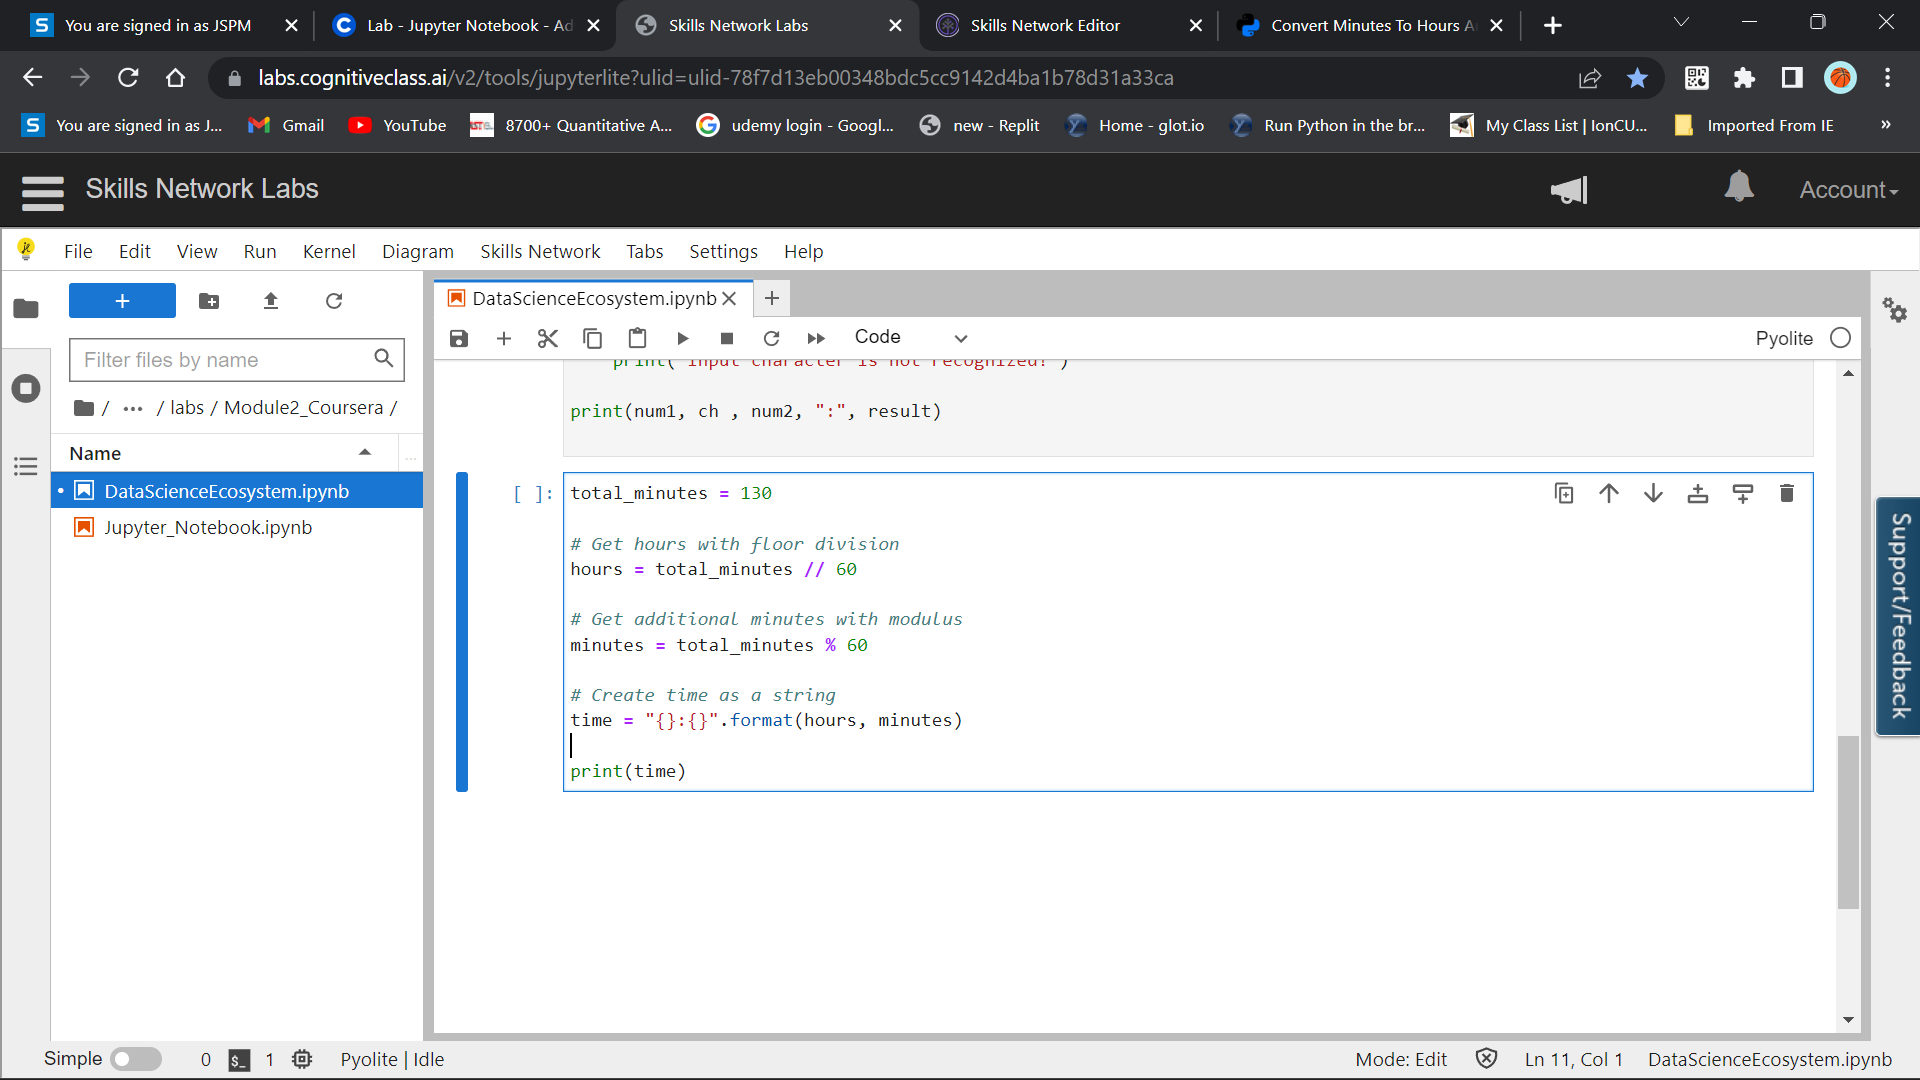 You are signed in as JSPM
Lab - Jupyter Notebook - Ad
Skills Network Labs
Skills Network Editor
Convert Minutes To Hours A
labs.cognitiveclass.ai/v2/tools/jupyterlite?ulid=ulid-78f7d13eb00348bdc5cc9142d4ba1b78d31a33ca
You are signed in as J...
Gmail
YouTube
8700+ Quantitative A...
udemy login - Googl...
new - Replit
Home - glot.io
Run Python in the br...
My Class List | IonCU...
Imported From IE
»
Skills Network Labs
Account
File Edit View Run Kernel Diagram Skills Network Tabs Settings Help
DataScienceEcosystem.ipynb
Code
Pyolite
Filter files by name
/ ··· / labs / Module2_Coursera /
Name
DataScienceEcosystem.ipynb
Jupyter_Notebook.ipynb
print("Input character is not recognized!")
print(num1, ch , num2, ":", result)
[ ]:
total_minutes = 130
# Get hours with floor division
hours = total_minutes // 60
# Get additional minutes with modulus
minutes = total_minutes % 60
# Create time as a string
time = "{}:{}".format(hours, minutes)
print(time)
Support/Feedback
Simple
0
$_
1
Pyolite | Idle
Mode: Edit
Ln 11, Col 1
DataScienceEcosystem.ipynb